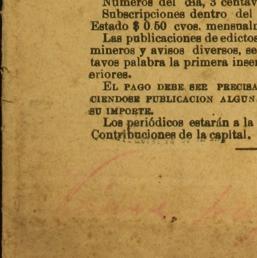 Números del día, 3 centav
Subscripciones dentro del
Estado $ 0.50 cvos. mensualm
Las publicaciones de edictos
mineros y avisos diversos, se
tavos palabra la primera inser
eriores.
EL PAGO DEBE SER PRECISA
CIENDOSE PUBLICACION ALGUN
SU IMPORTE.
Los periódicos estarán a la
Contribuciones de la capital.